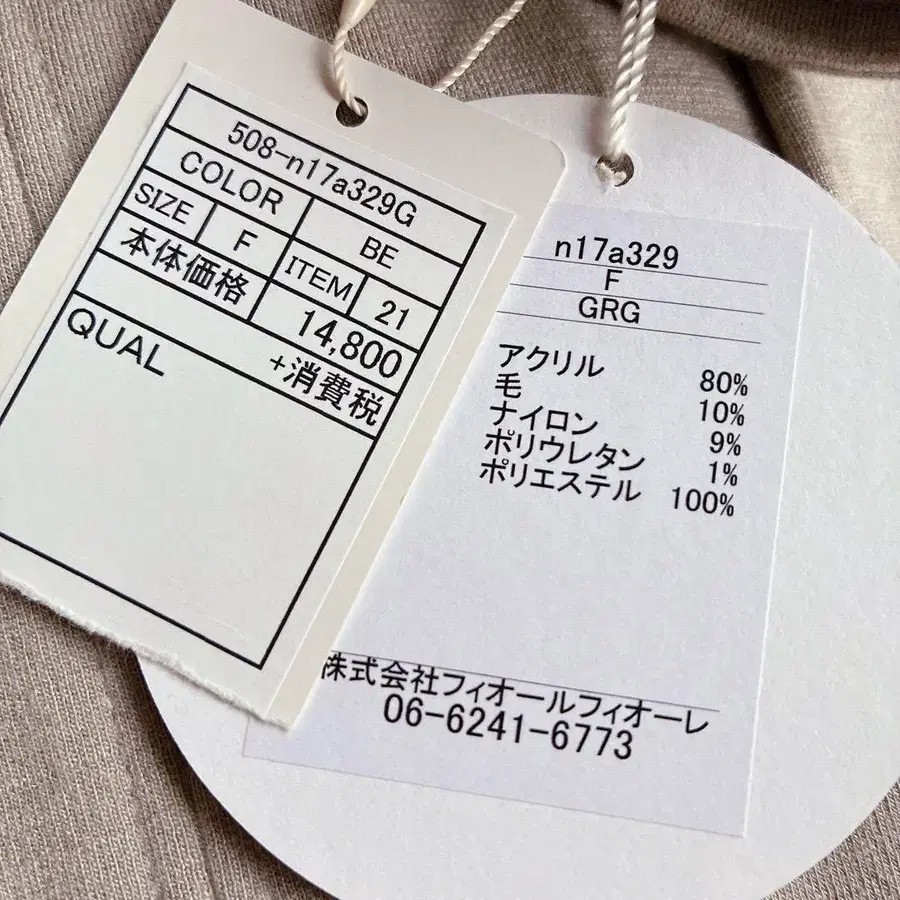 508-n17a329G
COLOR BE
SIZE F ITEM 21
本体価格 14,800
+消費税
QUAL
n17a329
F
GRG
アクリル 80%
毛 10%
ナイロン 9%
ポリウレタン 1%
ポリエステル 100%
株式会社フィオールフィオーレ
06-6241-6773